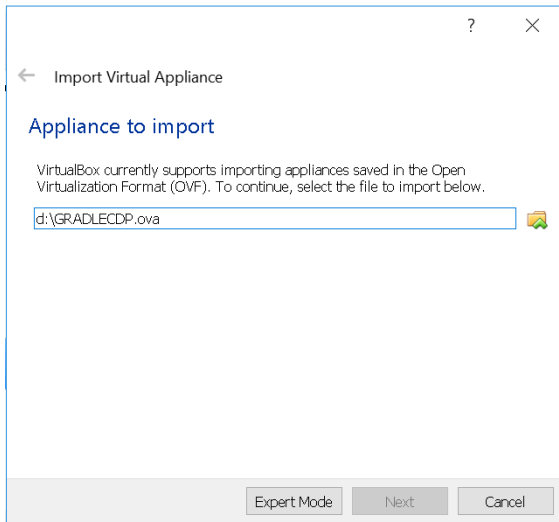 ?
Import Virtual Appliance
Appliance to import
VirtualBox currently supports importing appliances saved in the Open
Virtualization Format (OVF). To continue, select the file to import below.
d:\GRADLECDP.ova
Expert Mode Next Cancel